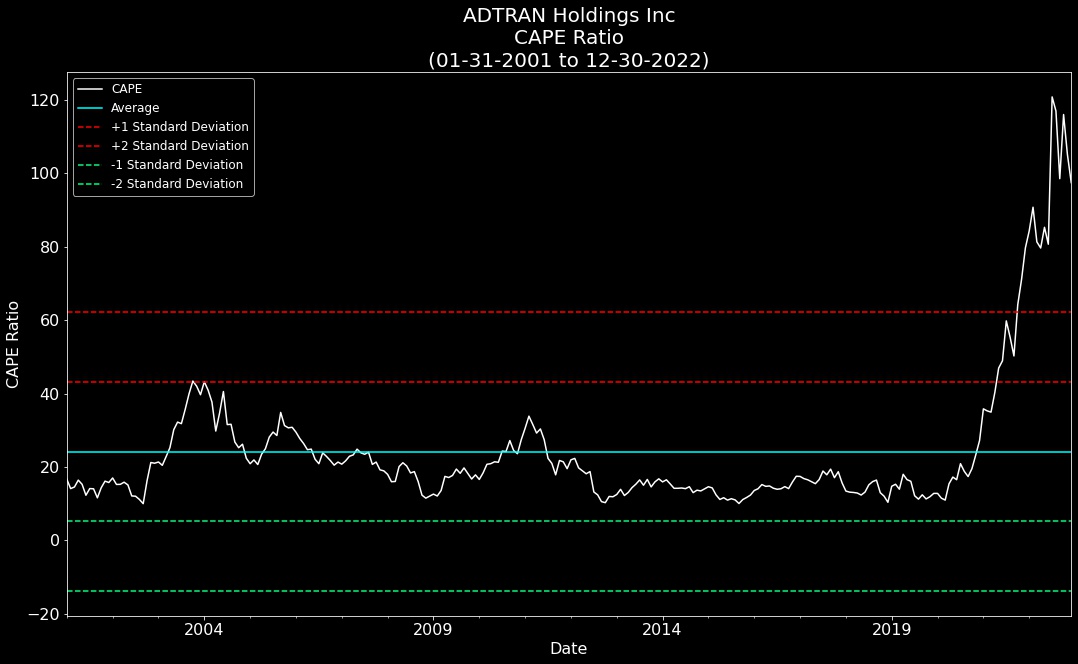 ADTRAN Holdings Inc
CAPE Ratio
(01-31-2001 to 12-30-2022)
CAPE
Average
+1 Standard Deviation
+2 Standard Deviation
-1 Standard Deviation
-2 Standard Deviation
120
100
80
60
40
20
0
−20
CAPE Ratio
2004 2009 2014 2019
Date